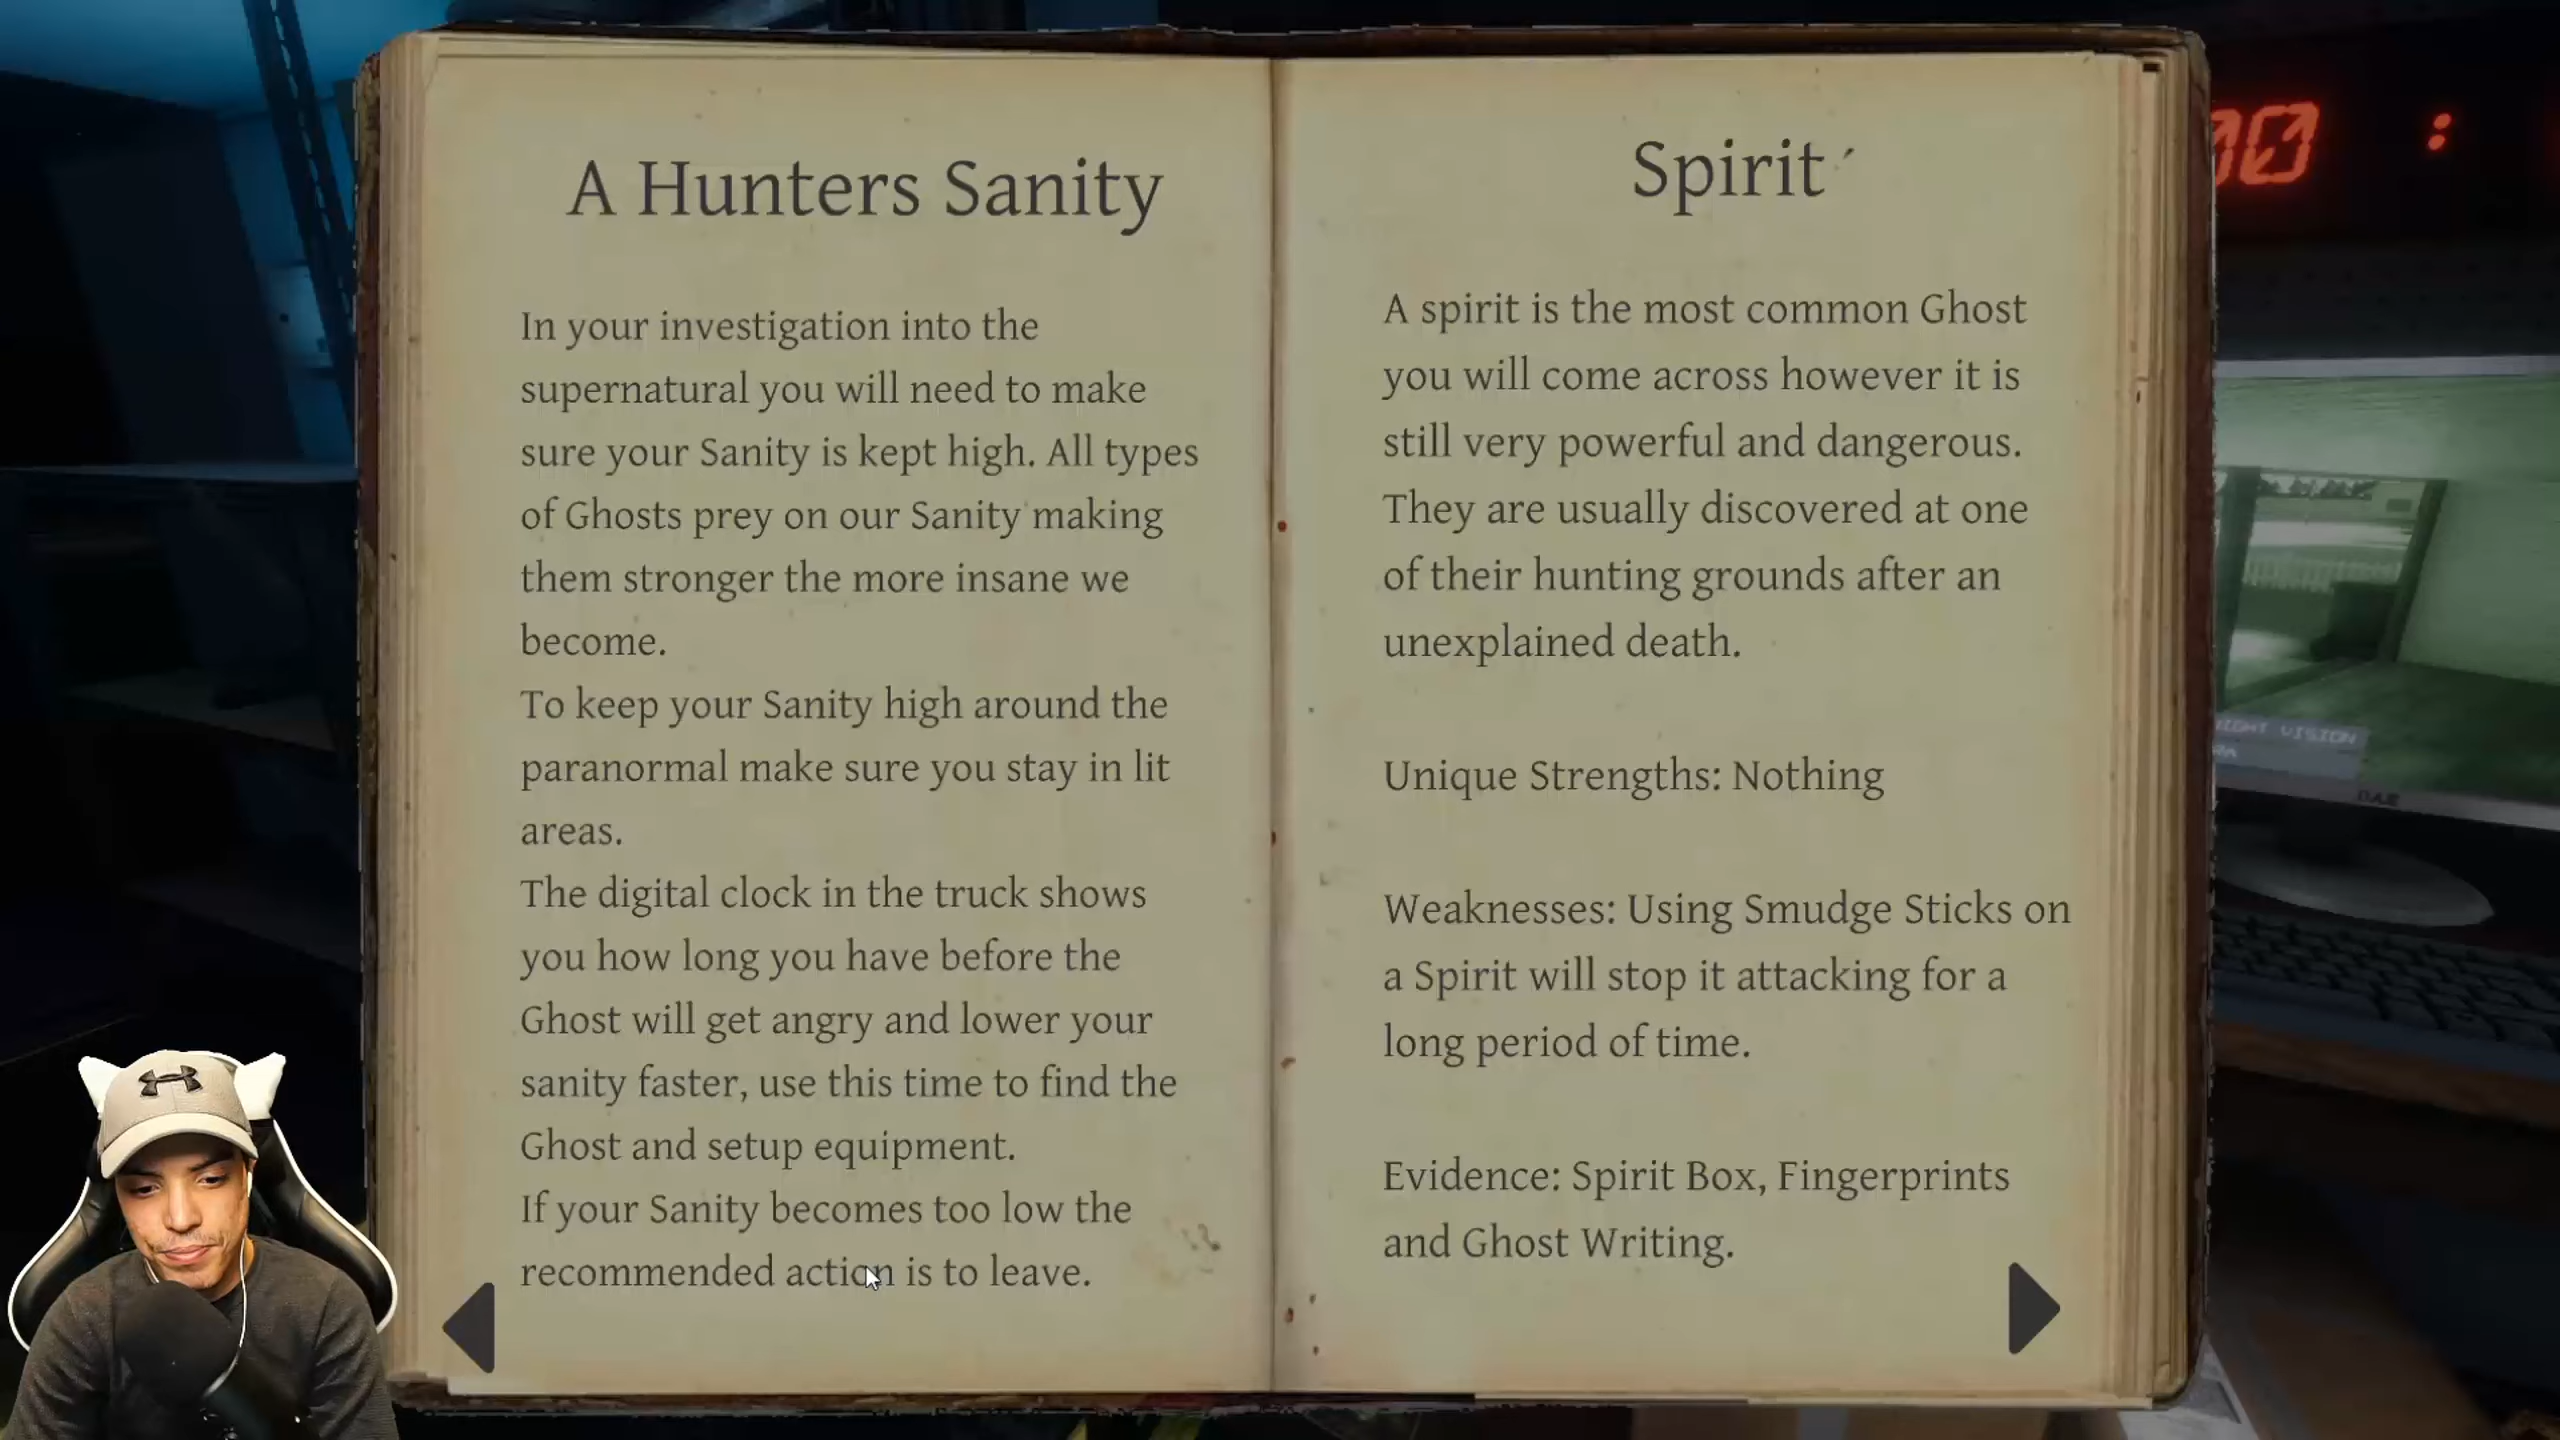 A Hunters Sanity
In your investigation into the
supernatural you will need to make
sure your Sanity is kept high. All types
of Ghosts prey on our Sanity making
them stronger the more insane we
become.
To keep your Sanity high around the
paranormal make sure you stay in lit
areas.
The digital clock in the truck shows
you how long you have before the
Ghost will get angry and lower your
sanity faster, use this time to find the
Ghost and setup equipment.
If your Sanity becomes too low the
recommended action is to leave.
Spirit
A spirit is the most common Ghost
you will come across however it is
still very powerful and dangerous.
They are usually discovered at one
of their hunting grounds after an
unexplained death.
Unique Strengths: Nothing
Weaknesses: Using Smudge Sticks on
a Spirit will stop it attacking for a
long period of time.
Evidence: Spirit Box, Fingerprints
and Ghost Writing.
00 :
VISION